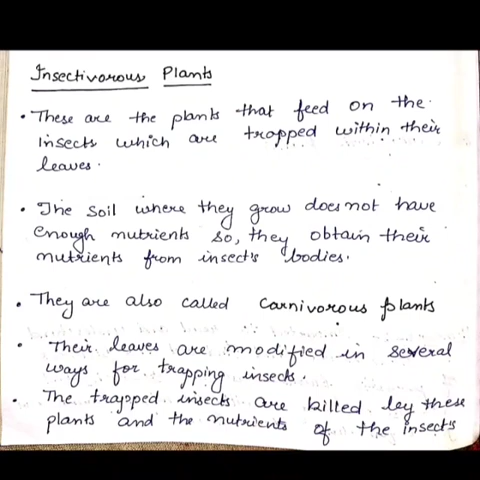 Insectivorous Plants
• These are the plants that feed on the
insects which are trapped within their
leaves.
• The soil where they grow does not have
enough nutrients so, they obtain their
nutrients from insect's bodies.
• They are also called Carnivorous plants
• Their leaves are modified in several
ways for trapping insects.
• The trapped insects are killed by these
plants and the nutrients of the insects